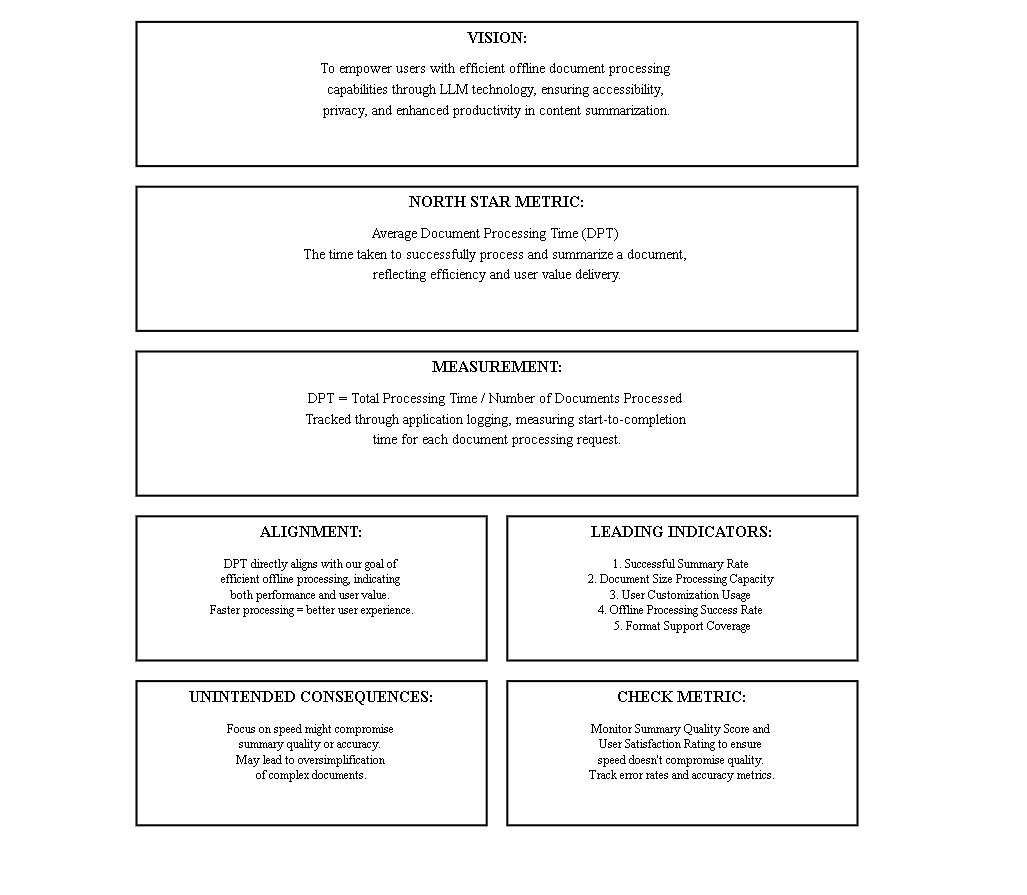 VISION:
To empower users with efficient offline document processing
capabilities through LLM technology, ensuring accessibility,
privacy, and enhanced productivity in content summarization.
NORTH STAR METRIC:
Average Document Processing Time (DPT)
The time taken to successfully process and summarize a document,
reflecting efficiency and user value delivery.
MEASUREMENT:
DPT = Total Processing Time / Number of Documents Processed
Tracked through application logging, measuring start-to-completion
time for each document processing request.
ALIGNMENT:
DPT directly aligns with our goal of
efficient offline processing, indicating
both performance and user value.
Faster processing = better user experience.
LEADING INDICATORS:
1. Successful Summary Rate
2. Document Size Processing Capacity
3. User Customization Usage
4. Offline Processing Success Rate
5. Format Support Coverage
UNINTENDED CONSEQUENCES:
Focus on speed might compromise
summary quality or accuracy.
May lead to oversimplification
of complex documents.
CHECK METRIC:
Monitor Summary Quality Score and
User Satisfaction Rating to ensure
speed doesn't compromise quality.
Track error rates and accuracy metrics.